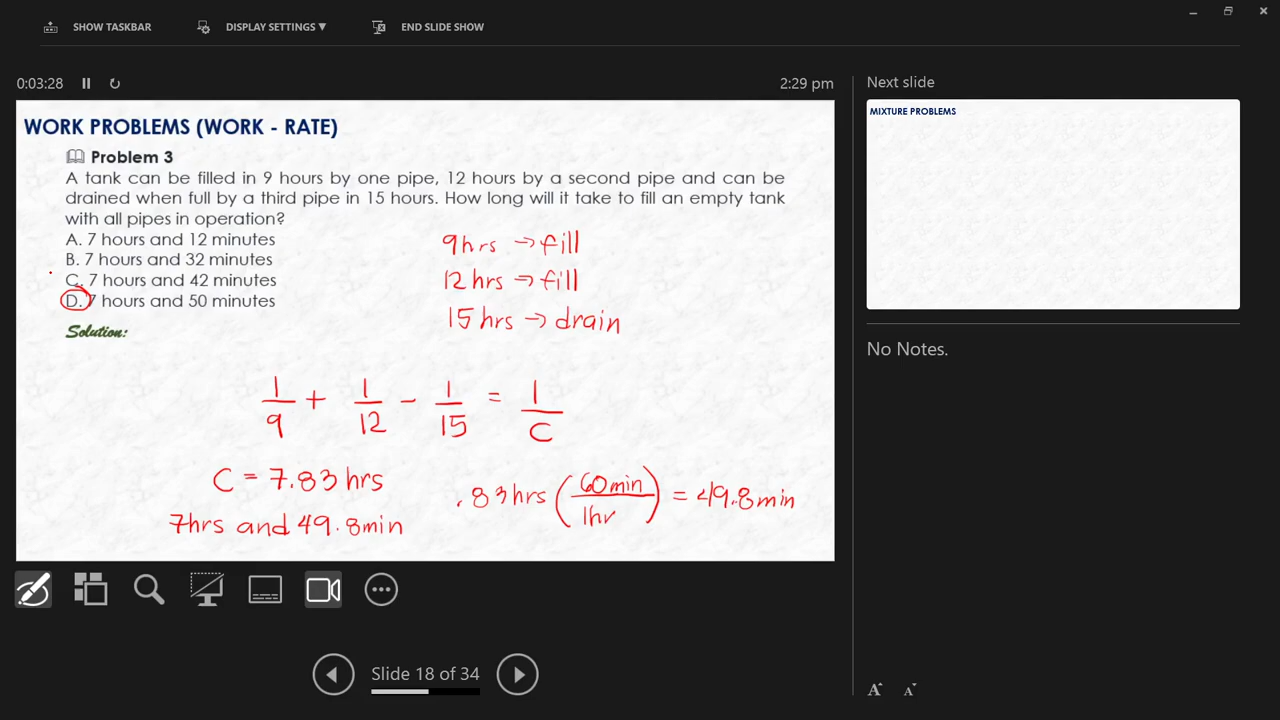 SHOW TASKBAR DISPLAY SETTINGS ▼ END SLIDE SHOW
0:03:28 2:29 pm
Next slide
WORK PROBLEMS (WORK - RATE)
Problem 3
A tank can be filled in 9 hours by one pipe, 12 hours by a second pipe and can be
drained when full by a third pipe in 15 hours. How long will it take to fill an empty tank
with all pipes in operation?
A. 7 hours and 12 minutes
B. 7 hours and 32 minutes
C. 7 hours and 42 minutes
D. 7 hours and 50 minutes
Solution:
9hrs → fill
12 hrs → fill
15 hrs → drain
1/9 + 1/12 - 1/15 = 1/C
C = 7.83 hrs
.83hrs (60min/1hr) = 49.8min
7hrs and 49.8min
MIXTURE PROBLEMS
No Notes.
Slide 18 of 34
A A